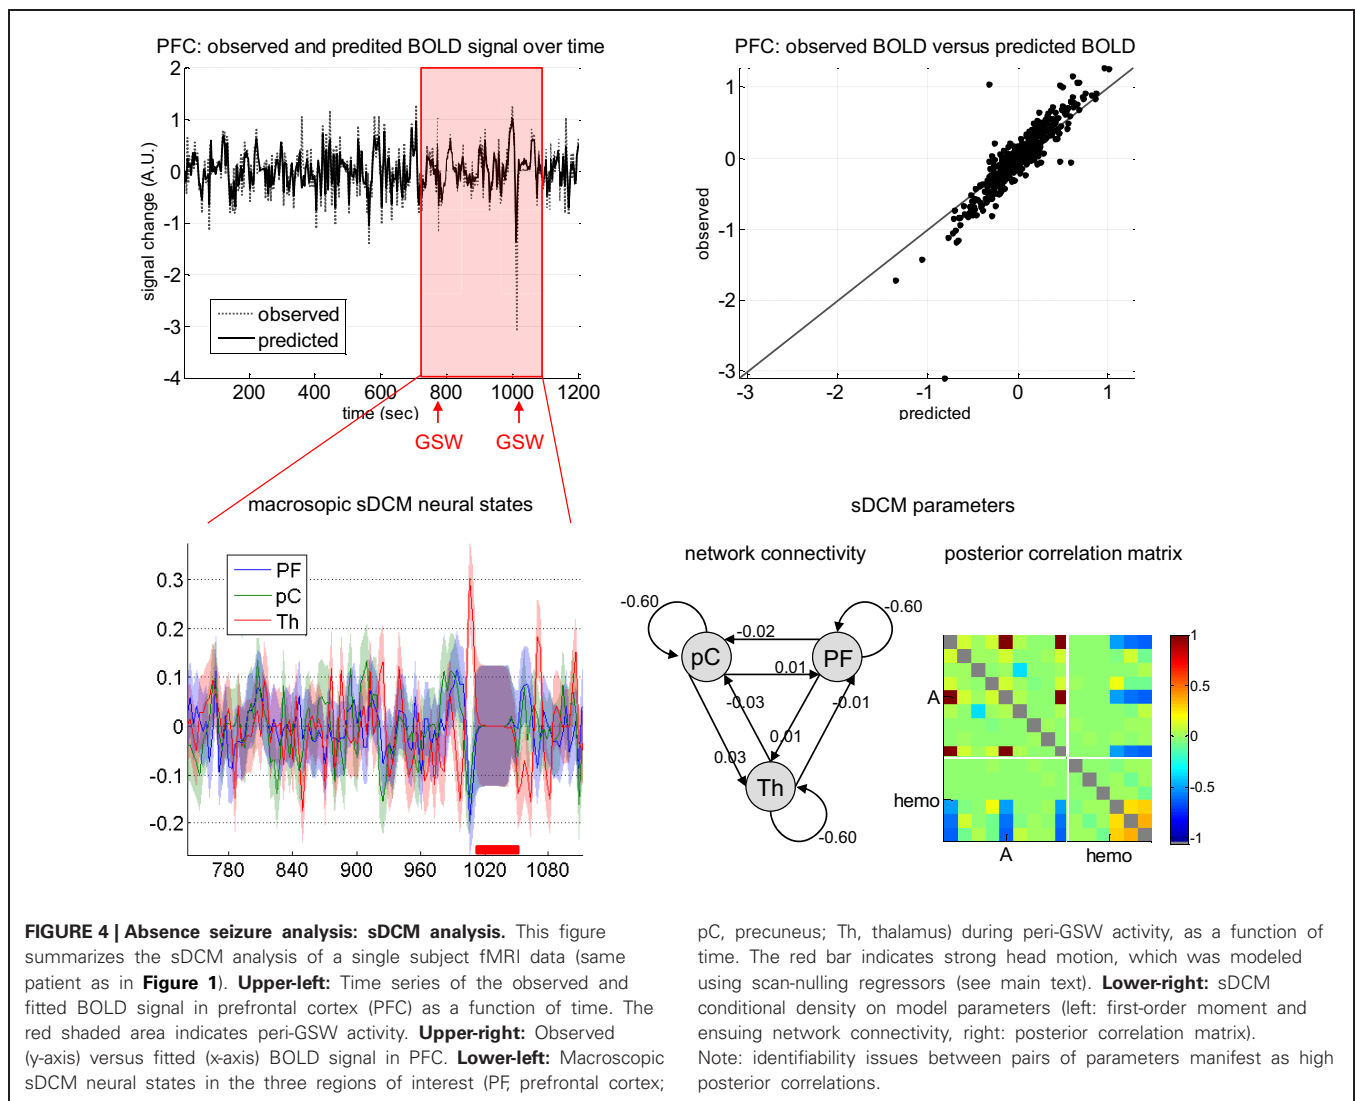 PFC: observed and predited BOLD signal over time
2
1
0
-1
-2
-3
-4
signal change (A.U.)
observed
predicted
200
400
600
800
1000
1200
time (sec)
GSW
GSW
PFC: observed BOLD versus predicted BOLD
1
0
-1
-2
-3
observed
-3
-2
-1
0
1
predicted
macrosopic sDCM neural states
PF
pC
Th
0.3
0.2
0.1
0
-0.1
-0.2
780
840
900
960
1020
1080
sDCM parameters
network connectivity
-0.60
-0.60
-0.02
pC
PF
0.01
-0.03
-0.01
0.01
0.03
Th
-0.60
posterior correlation matrix
A
hemo
A
hemo
1
0.5
0
-0.5
-1
FIGURE 4 | Absence seizure analysis: sDCM analysis. This figure
summarizes the sDCM analysis of a single subject fMRI data (same
patient as in Figure 1). Upper-left: Time series of the observed and
fitted BOLD signal in prefrontal cortex (PFC) as a function of time. The
red shaded area indicates peri-GSW activity. Upper-right: Observed
(y-axis) versus fitted (x-axis) BOLD signal in PFC. Lower-left: Macroscopic
sDCM neural states in the three regions of interest (PF, prefrontal cortex;
pC, precuneus; Th, thalamus) during peri-GSW activity, as a function of
time. The red bar indicates strong head motion, which was modeled
using scan-nulling regressors (see main text). Lower-right: sDCM
conditional density on model parameters (left: first-order moment and
ensuing network connectivity, right: posterior correlation matrix).
Note: identifiability issues between pairs of parameters manifest as high
posterior correlations.